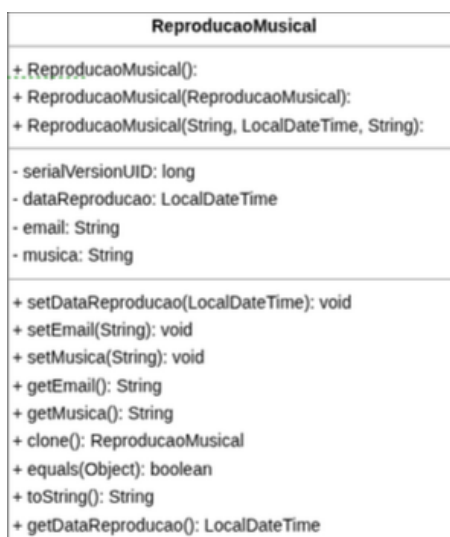 ReproducaoMusical
+ ReproducaoMusical():
+ ReproducaoMusical(ReproducaoMusical):
+ ReproducaoMusical(String, LocalDateTime, String):
- serialVersionUID: long
- dataReproducao: LocalDateTime
- email: String
- musica: String
+ setDataReproducao(LocalDateTime): void
+ setEmail(String): void
+ setMusica(String): void
+ getEmail(): String
+ getMusica(): String
+ clone(): ReproducaoMusical
+ equals(Object): boolean
+ toString(): String
+ getDataReproducao(): LocalDateTime